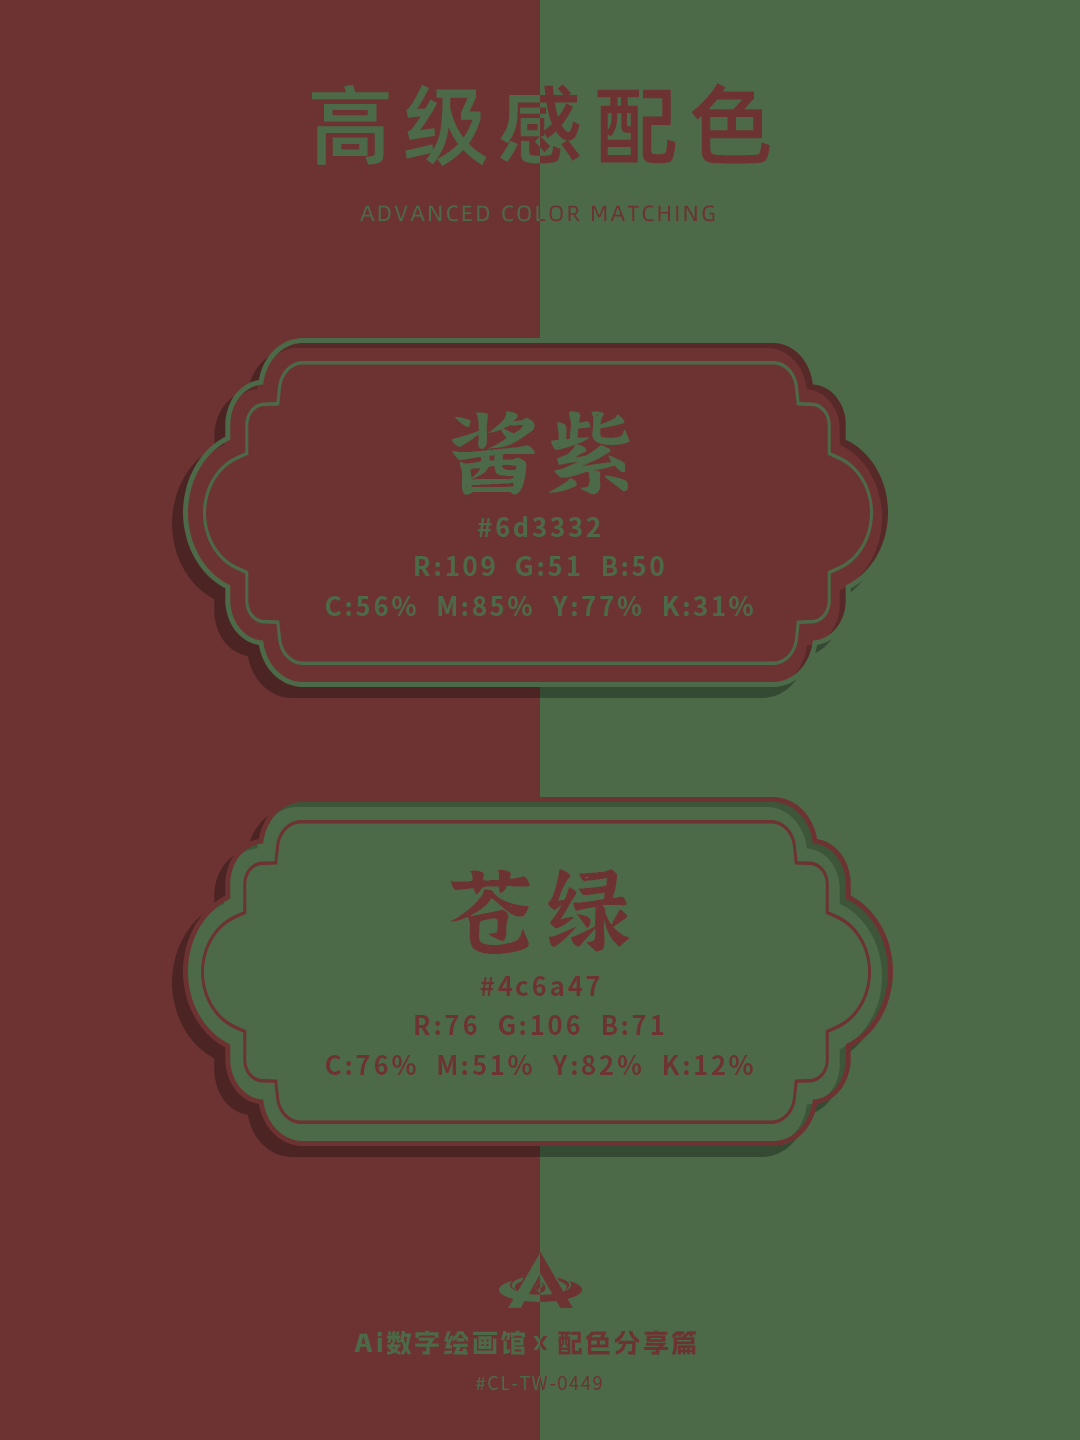 高级感配色
ADVANCED COLOR MATCHING
酱紫
#6d3332
R:109 G:51 B:50
C:56% M:85% Y:77% K:31%
苍绿
#4c6a47
R:76 G:106 B:71
C:76% M:51% Y:82% K:12%
Ai数字绘画馆 x 配色分享篇
#CL-TW-0449